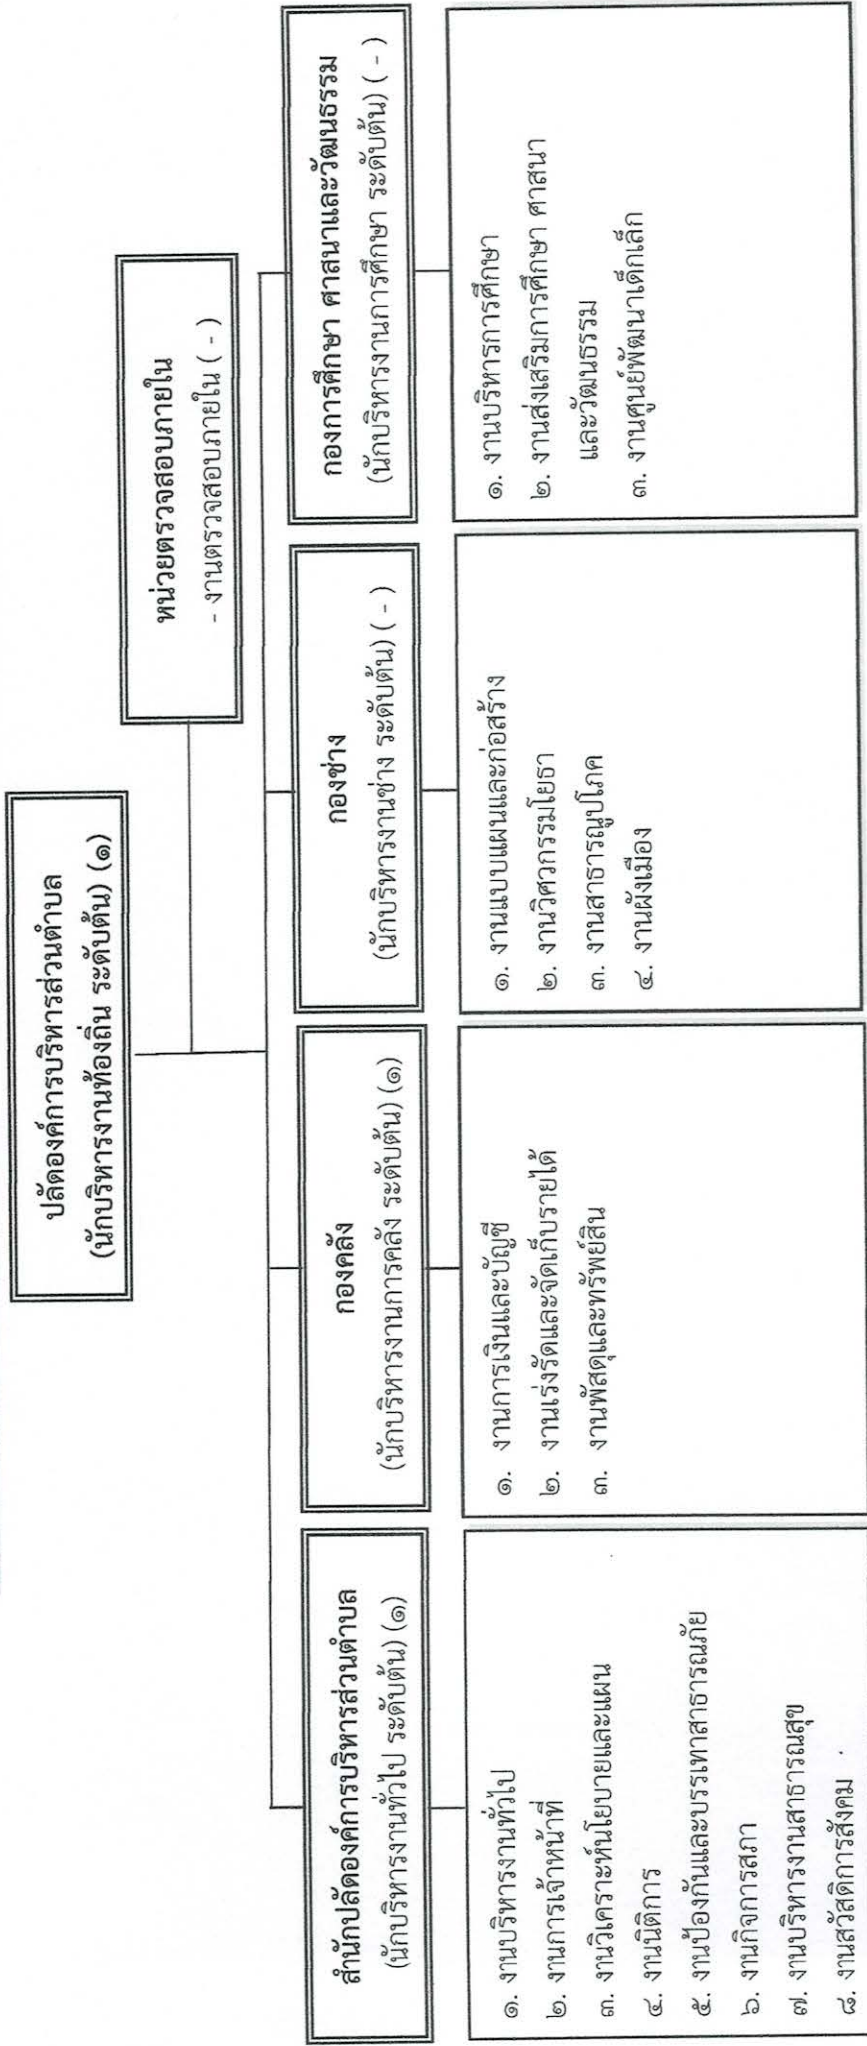 ปลัดองค์การบริหารส่วนตำบล
(นักบริหารงานท้องถิ่น ระดับต้น) (๑)
หน่วยตรวจสอบภายใน
- งานตรวจสอบภายใน ( - )
สำนักปลัดองค์การบริหารส่วนตำบล
(นักบริหารงานทั่วไป ระดับต้น) (๑)
กองคลัง
(นักบริหารงานการคลัง ระดับต้น) (๑)
กองช่าง
(นักบริหารงานช่าง ระดับต้น) ( - )
กองการศึกษา ศาสนาและวัฒนธรรม
(นักบริหารงานการศึกษา ระดับต้น) ( - )
๑. งานบริหารงานทั่วไป
๒. งานการเจ้าหน้าที่
๓. งานวิเคราะห์นโยบายและแผน
๔. งานนิติการ
๕. งานป้องกันและบรรเทาสาธารณภัย
๖. งานกิจการสภา
๗. งานบริหารงานสาธารณสุข
๘. งานสวัสดิการสังคม
๑. งานการเงินและบัญชี
๒. งานเร่งรัดและจัดเก็บรายได้
๓. งานพัสดุและทรัพย์สิน
๑. งานแบบแผนและก่อสร้าง
๒. งานวิศวกรรมโยธา
๓. งานสาธารณูปโภค
๔. งานผังเมือง
๑. งานบริหารการศึกษา
๒. งานส่งเสริมการศึกษา ศาสนา
และวัฒนธรรม
๓. งานศูนย์พัฒนาเด็กเล็ก